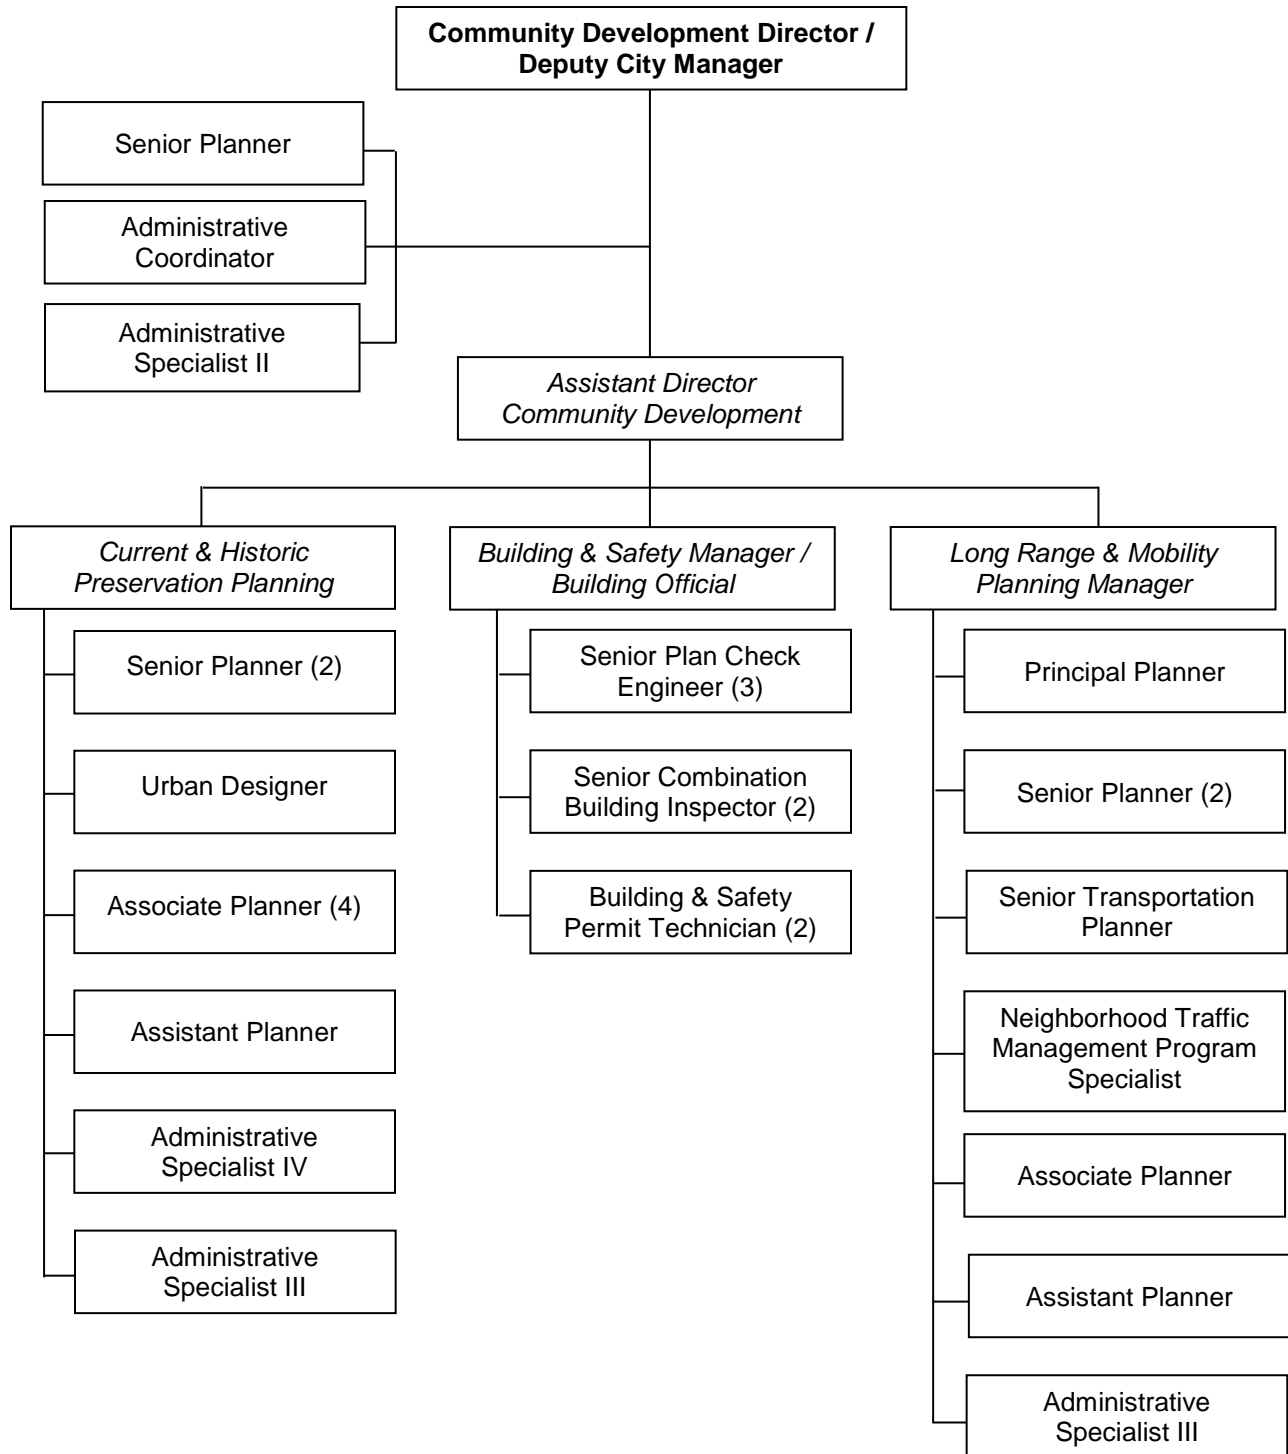 Community Development Director /
Deputy City Manager
Senior Planner
Administrative
Coordinator
Administrative
Specialist II
Assistant Director
Community Development
Current & Historic
Preservation Planning
Senior Planner (2)
Urban Designer
Associate Planner (4)
Assistant Planner
Administrative
Specialist IV
Administrative
Specialist III
Building & Safety Manager /
Building Official
Senior Plan Check
Engineer (3)
Senior Combination
Building Inspector (2)
Building & Safety
Permit Technician (2)
Long Range & Mobility
Planning Manager
Principal Planner
Senior Planner (2)
Senior Transportation
Planner
Neighborhood Traffic
Management Program
Specialist
Associate Planner
Assistant Planner
Administrative
Specialist III